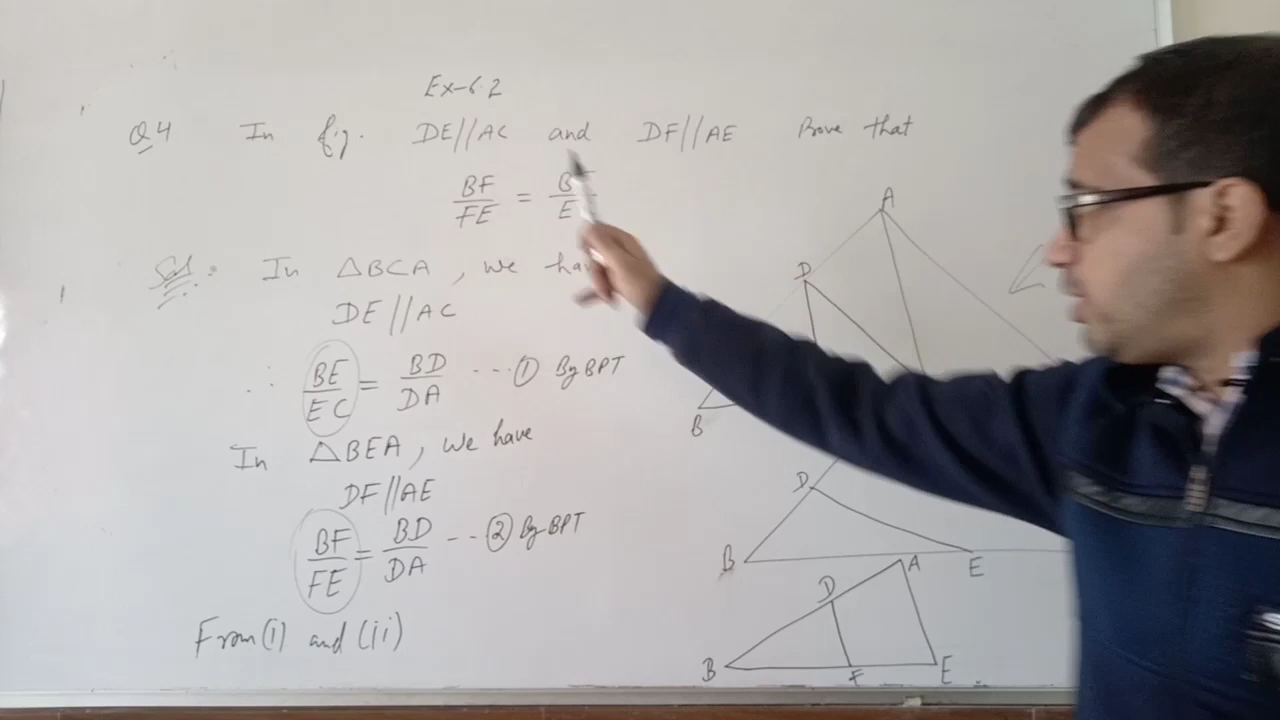 Ex-6.2
Q4 In fig. DE//AC and DF//AE Prove that
BF/FE =
Sol: In △BCA, we
DE//AC
∴ BE/EC = BD/DA ---① By BPT
In △BEA, we have
DF//AE
BF/FE = BD/DA --② By BPT
From (i) and (ii)
A
D
B
D
B E
A
D
B F E